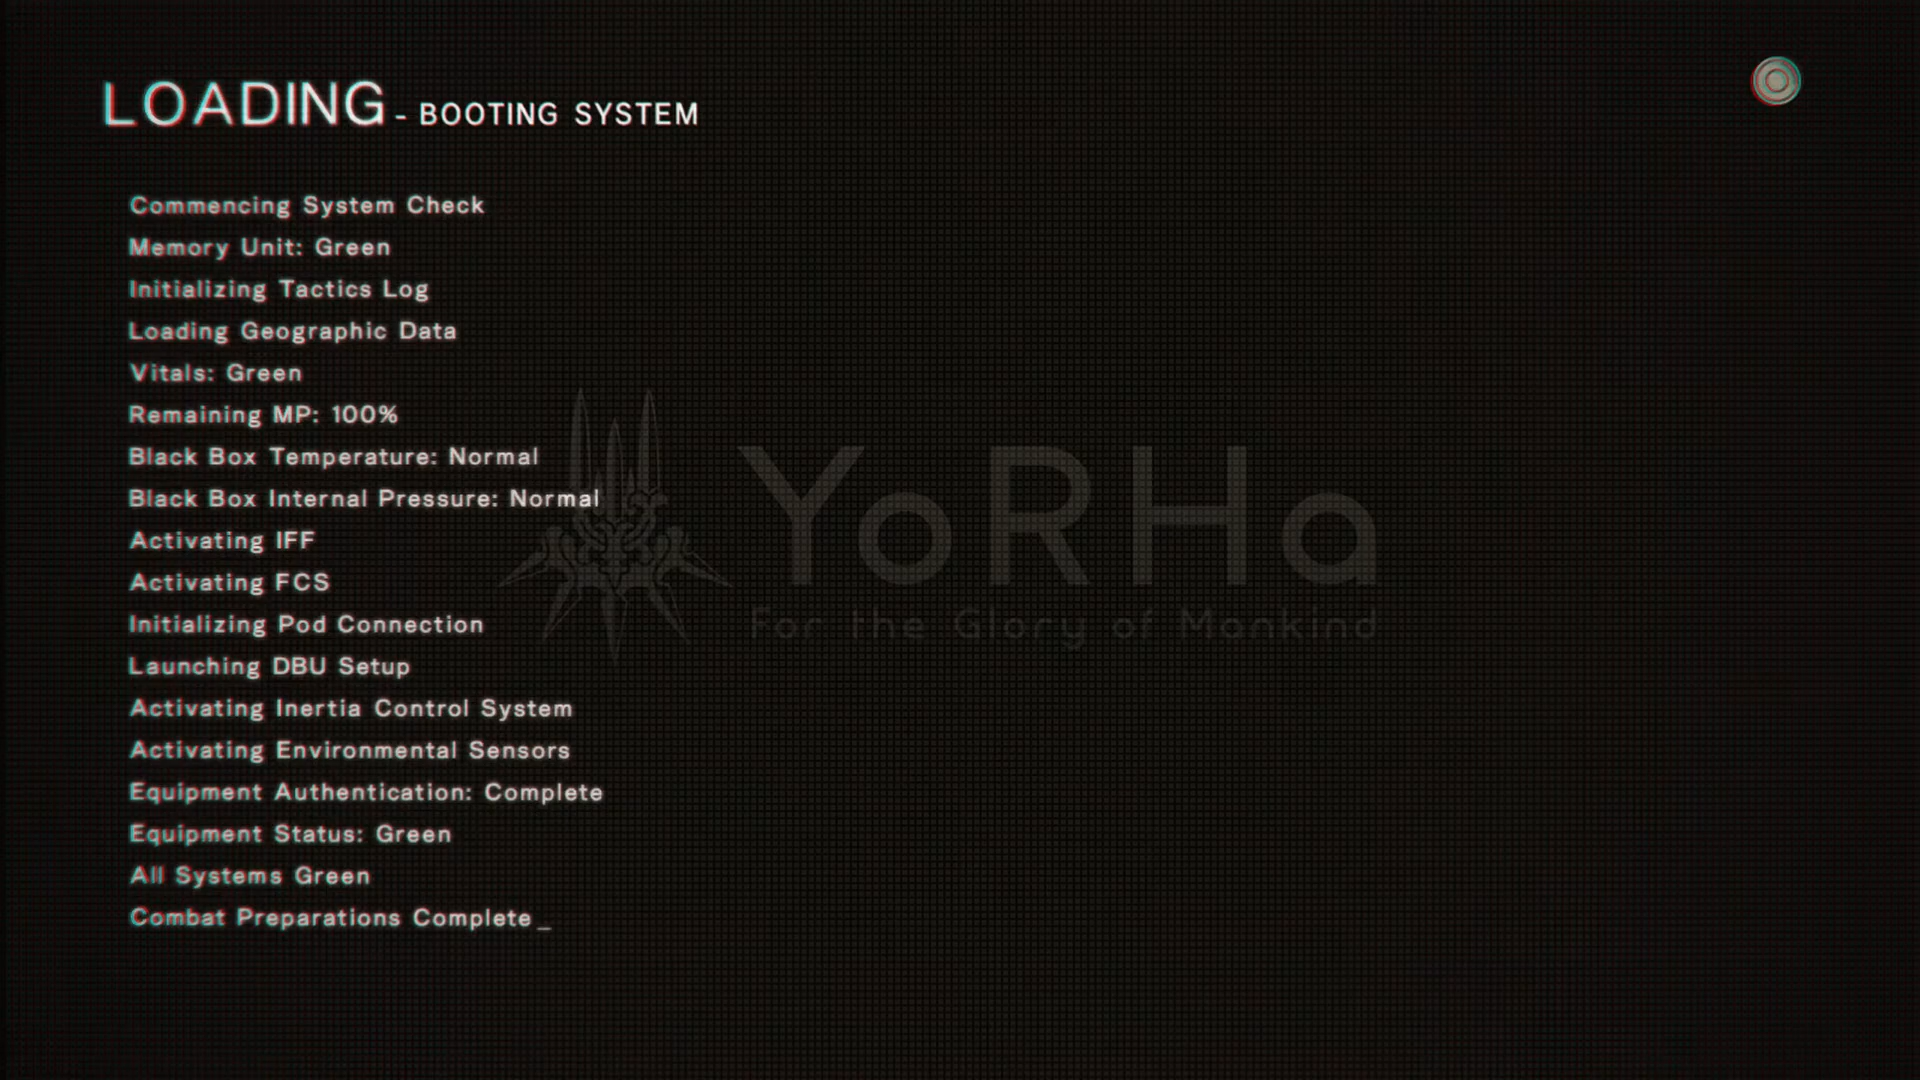 LOADING - BOOTING SYSTEM
Commencing System Check
Memory Unit: Green
Initializing Tactics Log
Loading Geographic Data
Vitals: Green
Remaining MP: 100%
Black Box Temperature: Normal
Black Box Internal Pressure: Normal
Activating IFF
Activating FCS
Initializing Pod Connection
Launching DBU Setup
Activating Inertia Control System
Activating Environmental Sensors
Equipment Authentication: Complete
Equipment Status: Green
All Systems Green
Combat Preparations Complete _
YoRHa
For the Glory of Mankind